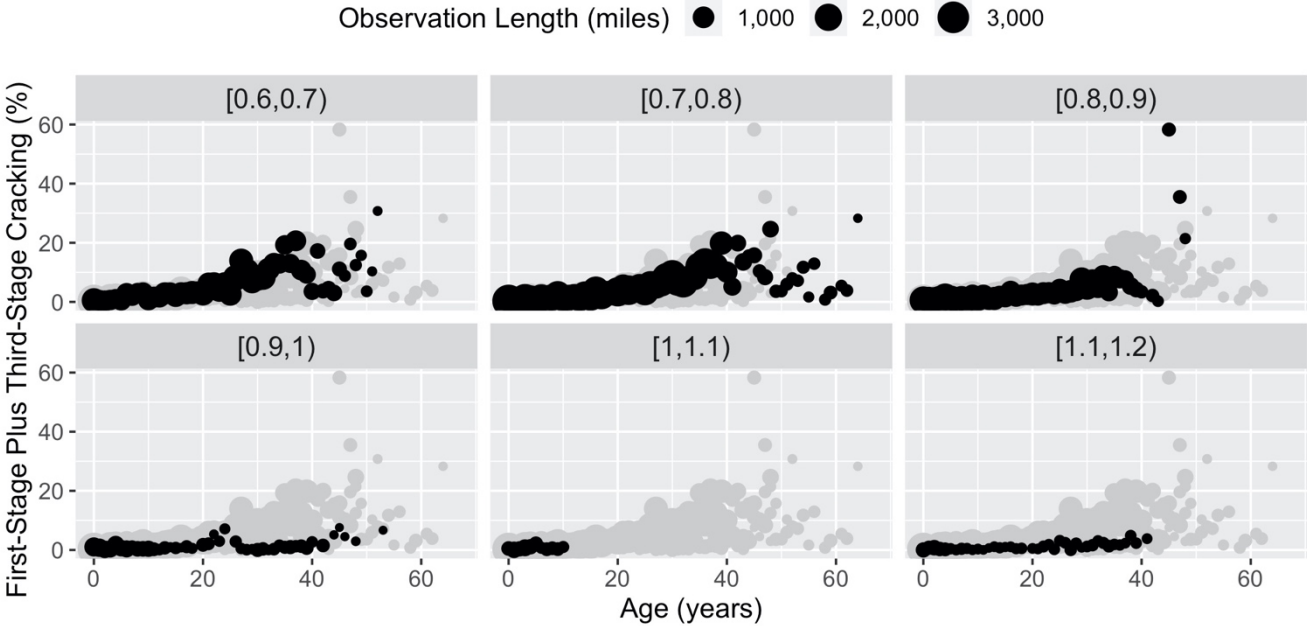 Observation Length (miles) 1,000 2,000 3,000
First-Stage Plus Third-Stage Cracking (%)
[0.6,0.7) [0.7,0.8) [0.8,0.9)
60
40
20
0
[0.9,1) [1,1.1) [1.1,1.2)
60
40
20
0
0 20 40 60 0 20 40 60 0 20 40 60
Age (years)